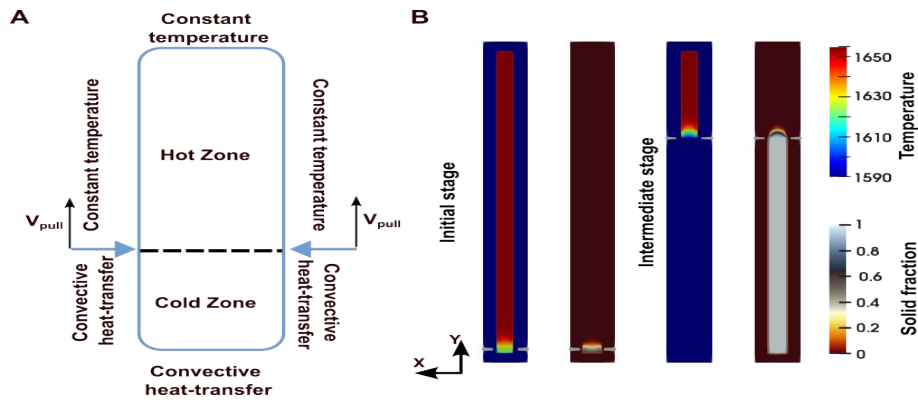 A
Constant
temperature
Constant temperature
Constant temperature
Hot Zone
Vpull
Vpull
Convective
heat-transfer
Cold Zone
Convective
heat-transfer
Convective
heat-transfer
B
Initial stage
Intermediate stage
Y
X
1650
1630
1610
1590
Temperature
1
0.8
0.6
0.4
0.2
0
Solid fraction